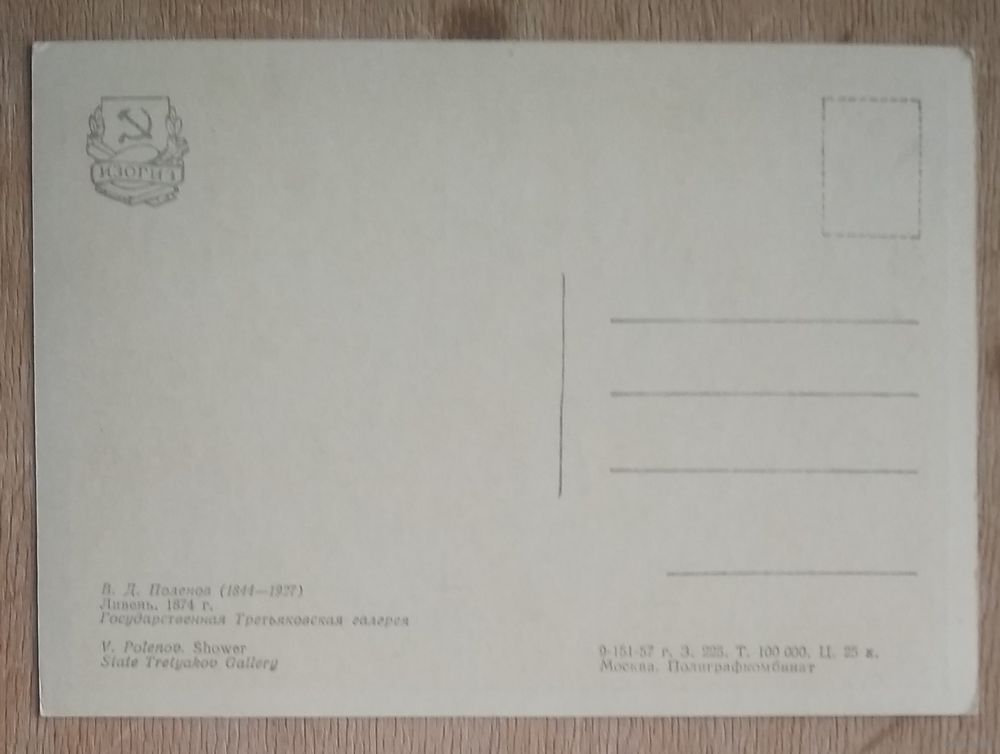 ИЗОГИЗ
В. Д. Поленов (1844—1927)
Ливень. 1874 г.
Государственная Третьяковская галерея
V. Polenov. Shower
State Tretyakov Gallery
9-151-57 г. З. 225. Т. 100 000. Ц. 25 к.
Москва. Полиграфкомбинат